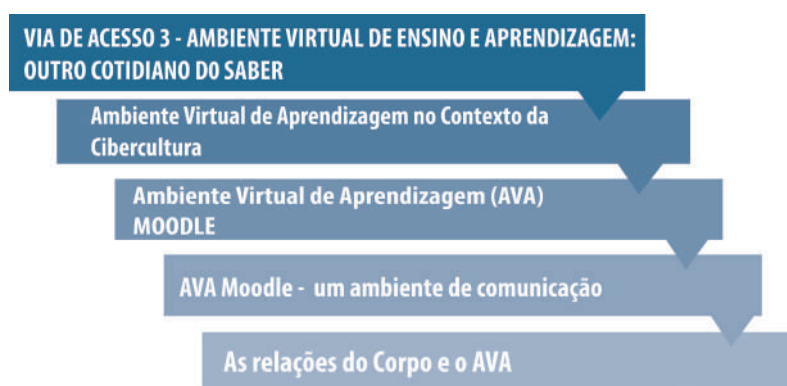 VIA DE ACESSO 3 - AMBIENTE VIRTUAL DE ENSINO E APRENDIZAGEM:
OUTRO COTIDIANO DO SABER
Ambiente Virtual de Aprendizagem no Contexto da
Cibercultura
Ambiente Virtual de Aprendizagem (AVA)
MOODLE
AVA Moodle - um ambiente de comunicação
As relações do Corpo e o AVA